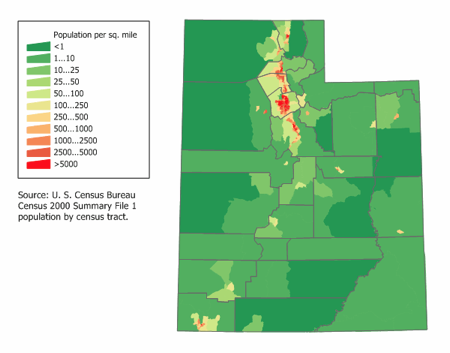 Population per sq. mile
<1
1...10
10...25
25...50
50...100
100...250
250...500
500...1000
1000...2500
2500...5000
>5000
Source: U. S. Census Bureau
Census 2000 Summary File 1
population by census tract.